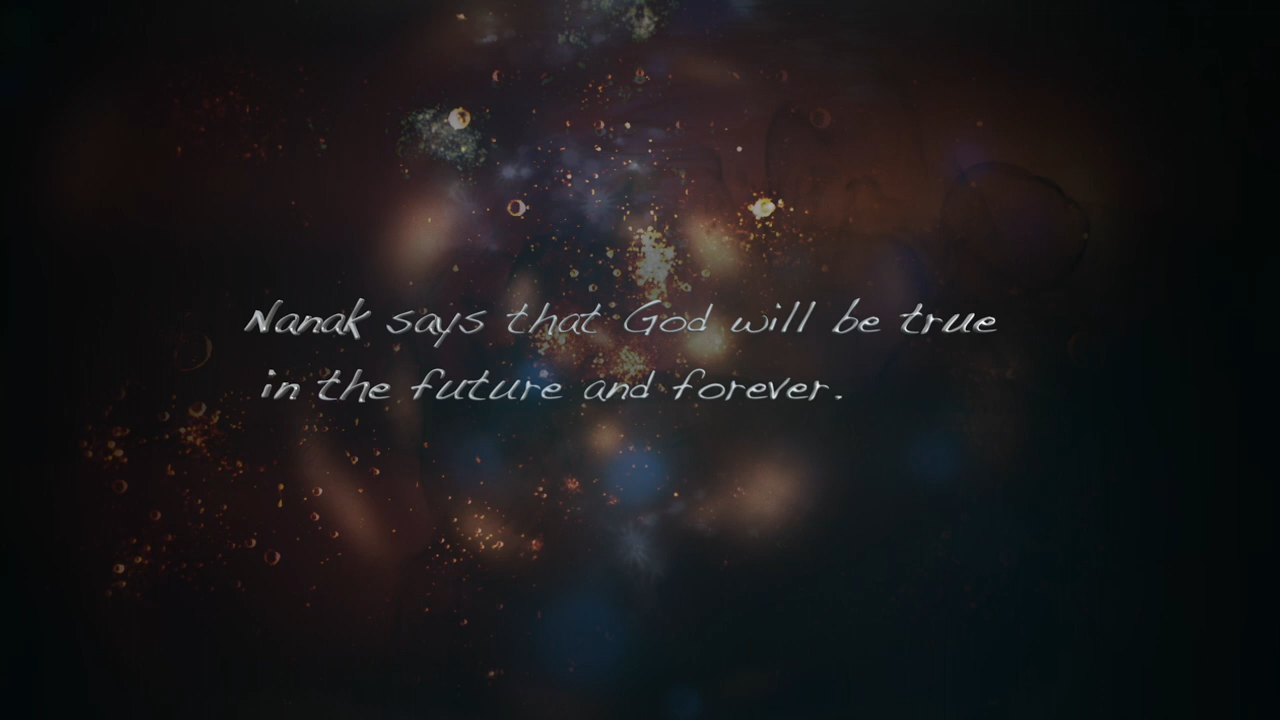 Nanak says that God will be true
in the future and forever.